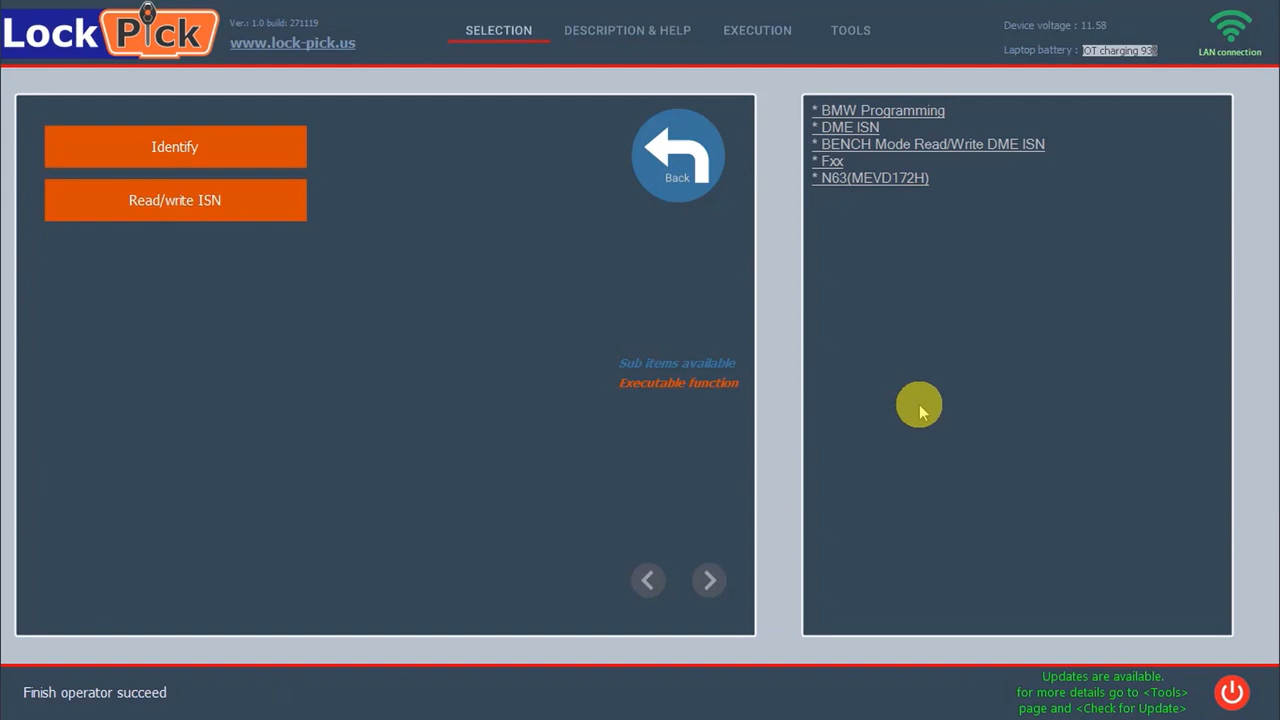 Lock Pick
Ver.: 1.0 build: 271119
www.lock-pick.us
SELECTION
DESCRIPTION & HELP
EXECUTION
TOOLS
Device voltage : 11.58
Laptop battery : OT charging 93
LAN connection
Identify
Read/write ISN
Back
Sub items available
Executable function
* BMW Programming
* DME ISN
* BENCH Mode Read/Write DME ISN
* Fxx
* N63(MEVD172H)
Finish operator succeed
Updates are available.
for more details go to <Tools>
page and <Check for Update>